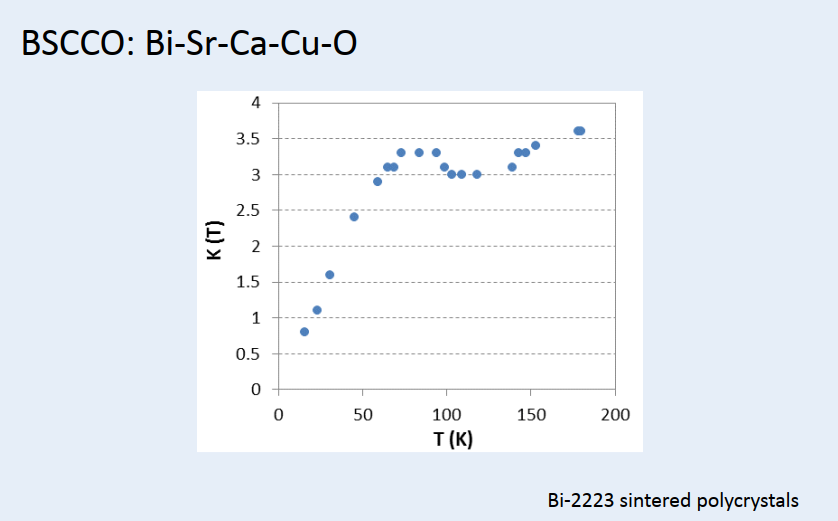 BSCCO: Bi-Sr-Ca-Cu-O
4
3.5
3
2.5
2
1.5
1
0.5
0
K (T)
0 50 100 150 200
T (K)
Bi-2223 sintered polycrystals